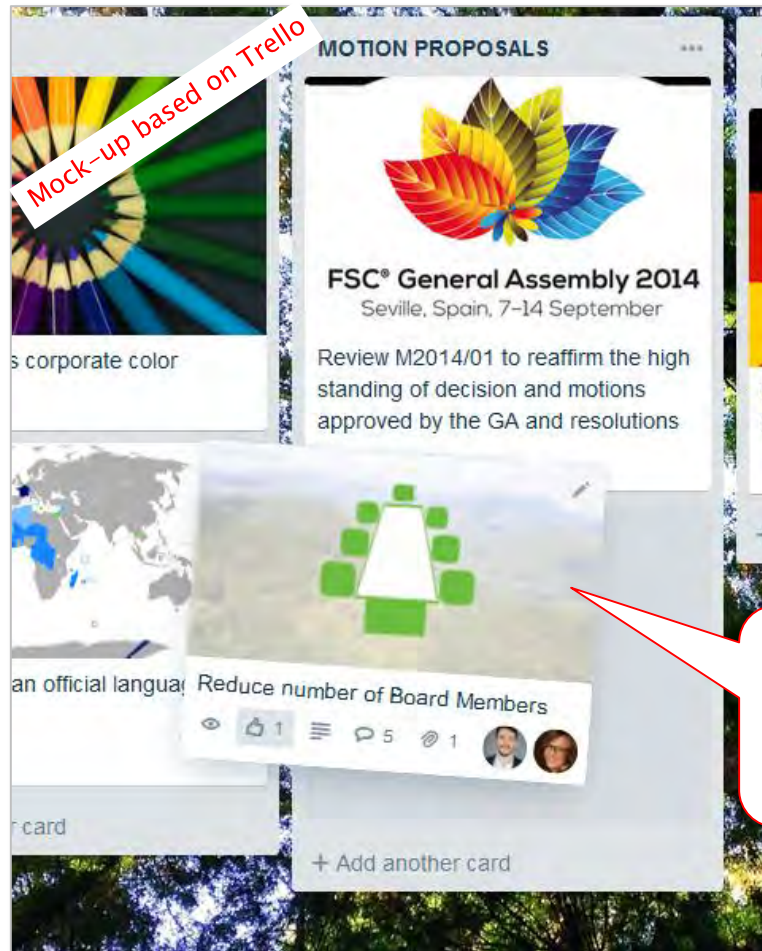 Mock-up based on Trello
s corporate color
an official languag
r card
MOTION PROPOSALS
FSC® General Assembly 2014
Seville, Spain, 7-14 September
Review M2014/01 to reaffirm the high
standing of decision and motions
approved by the GA and resolutions
Reduce number of Board Members
1 5 1
+ Add another card